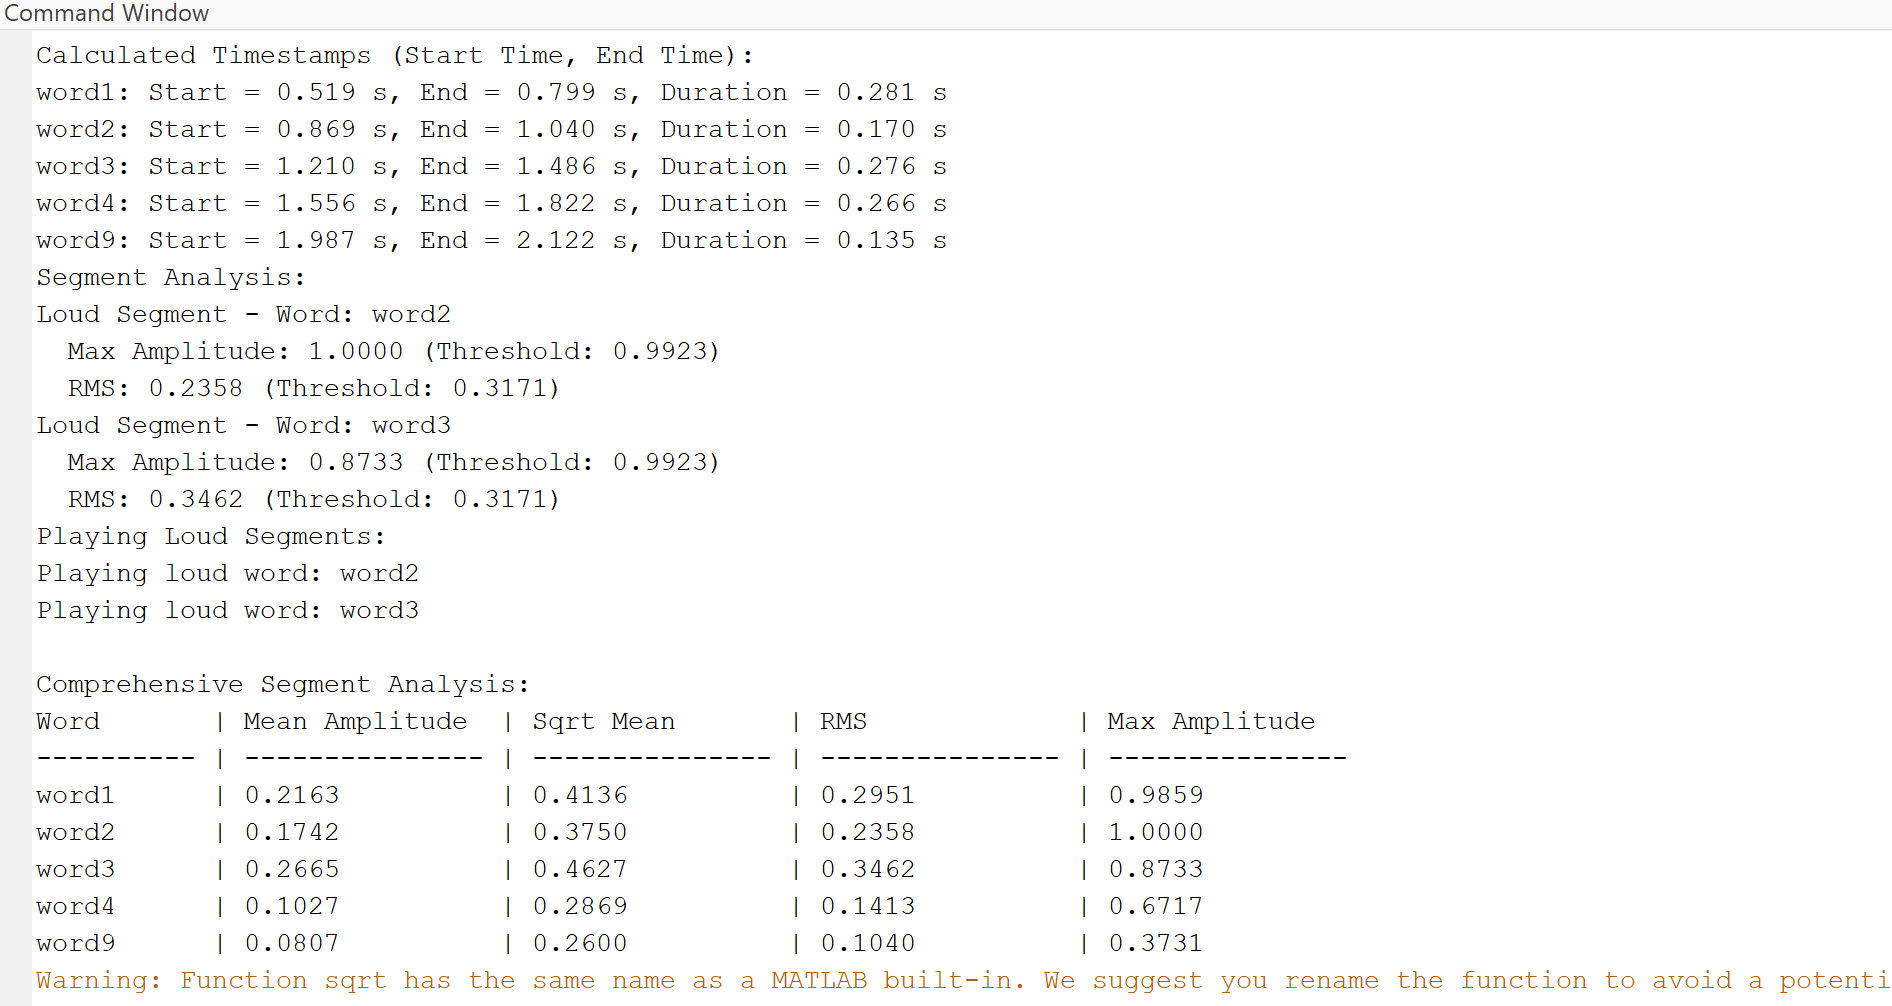 Command Window
Calculated Timestamps (Start Time, End Time):
word1: Start = 0.519 s, End = 0.799 s, Duration = 0.281 s
word2: Start = 0.869 s, End = 1.040 s, Duration = 0.170 s
word3: Start = 1.210 s, End = 1.486 s, Duration = 0.276 s
word4: Start = 1.556 s, End = 1.822 s, Duration = 0.266 s
word9: Start = 1.987 s, End = 2.122 s, Duration = 0.135 s
Segment Analysis:
Loud Segment - Word: word2
  Max Amplitude: 1.0000 (Threshold: 0.9923)
  RMS: 0.2358 (Threshold: 0.3171)
Loud Segment - Word: word3
  Max Amplitude: 0.8733 (Threshold: 0.9923)
  RMS: 0.3462 (Threshold: 0.3171)
Playing Loud Segments:
Playing loud word: word2
Playing loud word: word3

Comprehensive Segment Analysis:
Word       | Mean Amplitude  | Sqrt Mean       | RMS             | Max Amplitude
---------- | --------------- | --------------- | --------------- | ---------------
word1      | 0.2163          | 0.4136          | 0.2951          | 0.9859
word2      | 0.1742          | 0.3750          | 0.2358          | 1.0000
word3      | 0.2665          | 0.4627          | 0.3462          | 0.8733
word4      | 0.1027          | 0.2869          | 0.1413          | 0.6717
word9      | 0.0807          | 0.2600          | 0.1040          | 0.3731
Warning: Function sqrt has the same name as a MATLAB built-in. We suggest you rename the function to avoid a potenti